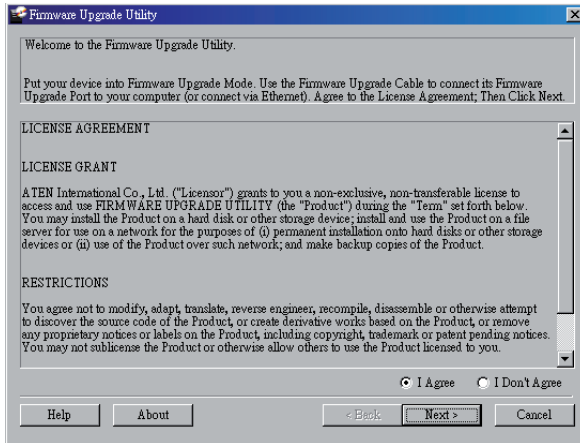 Firmware Upgrade Utility
Welcome to the Firmware Upgrade Utility.
Put your device into Firmware Upgrade Mode. Use the Firmware Upgrade Cable to connect its Firmware
Upgrade Port to your computer (or connect via Ethernet). Agree to the License Agreement; Then Click Next.
LICENSE AGREEMENT
LICENSE GRANT
ATEN International Co., Ltd. ("Licensor") grants to you a non-exclusive, non-transferable license to
access and use FIRMWARE UPGRADE UTILITY (the "Product") during the "Term" set forth below.
You may install the Product on a hard disk or other storage device; install and use the Product on a file
server for use on a network for the purposes of (i) permanent installation onto hard disks or other storage
devices or (ii) use of the Product over such network; and make backup copies of the Product.
RESTRICTIONS
You agree not to modify, adapt, translate, reverse engineer, recompile, disassemble or otherwise attempt
to discover the source code of the Product, or create derivative works based on the Product, or remove
any proprietary notices or labels on the Product, including copyright, trademark or patent pending notices.
You may not sublicense the Product or otherwise allow others to use the Product licensed to you.
I Agree I Don't Agree
Help About < Back Next > Cancel